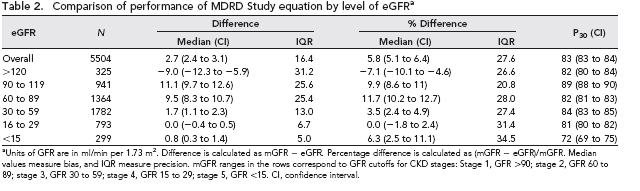 Table 2. Comparison of performance of MDRD Study equation by level of eGFRa
Difference % Difference
eGFR N Median (CI) IQR Median (CI) IQR P30 (CI)
Overall 5504 2.7 (2.4 to 3.1) 16.4 5.8 (5.1 to 6.4) 27.6 83 (83 to 84)
>120 325 −9.0 (−12.3 to −5.9) 31.2 −7.1 (−10.1 to −4.6) 26.6 82 (80 to 84)
90 to 119 941 11.1 (9.7 to 12.6) 25.6 9.9 (8.6 to 11) 20.8 89 (88 to 90)
60 to 89 1364 9.5 (8.3 to 10.7) 25.4 11.7 (10.2 to 12.7) 28.0 82 (81 to 83)
30 to 59 1782 1.7 (1.1 to 2.3) 13.0 3.5 (2.4 to 4.9) 27.4 84 (83 to 85)
16 to 29 793 0.0 (−0.4 to 0.5) 6.7 0.0 (−1.8 to 2.4) 31.4 81 (80 to 82)
<15 299 0.8 (0.3 to 1.4) 5.0 6.3 (2.5 to 11.1) 34.5 72 (69 to 75)
aUnits of GFR are in ml/min per 1.73 m2. Difference is calculated as mGFR − eGFR. Percentage difference is calculated as (mGFR − eGFR)/mGFR. Median
values measure bias, and IQR measure precision. mGFR ranges in the rows correspond to GFR cutoffs for CKD stages: Stage 1, GFR >90; stage 2, GFR 60 to
89; stage 3, GFR 30 to 59; stage 4, GFR 15 to 29; stage 5, GFR <15. CI, confidence interval.